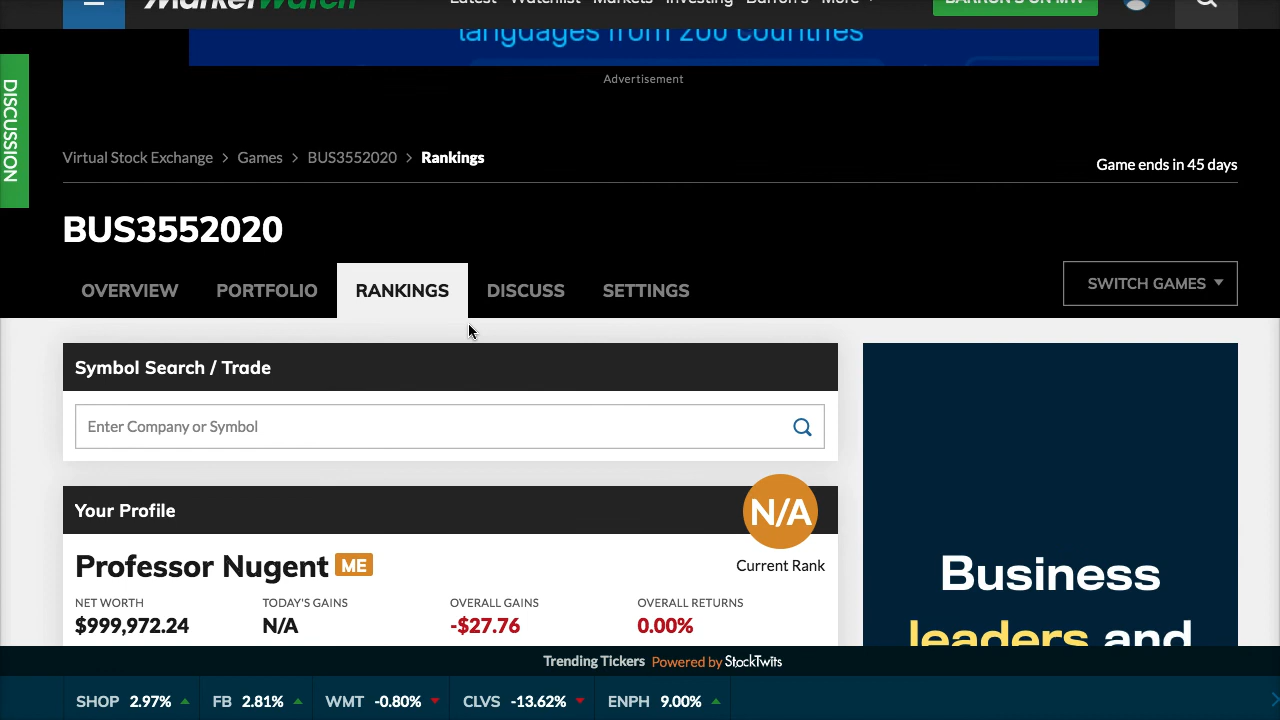 MarketWatch
Latest Watchlist Markets Investing Barron's More
BARRON'S ON MW
languages from 200 countries
Advertisement
DISCUSSION
Virtual Stock Exchange > Games > BUS3552020 > Rankings
Game ends in 45 days
BUS3552020
OVERVIEW PORTFOLIO RANKINGS DISCUSS SETTINGS
SWITCH GAMES
Symbol Search / Trade
Enter Company or Symbol
Your Profile
N/A
Professor Nugent ME
Current Rank
NET WORTH TODAY'S GAINS OVERALL GAINS OVERALL RETURNS
$999,972.24 N/A -$27.76 0.00%
Business
leaders and
Trending Tickers Powered by StockTwits
SHOP 2.97% FB 2.81% WMT -0.80% CLVS -13.62% ENPH 9.00%